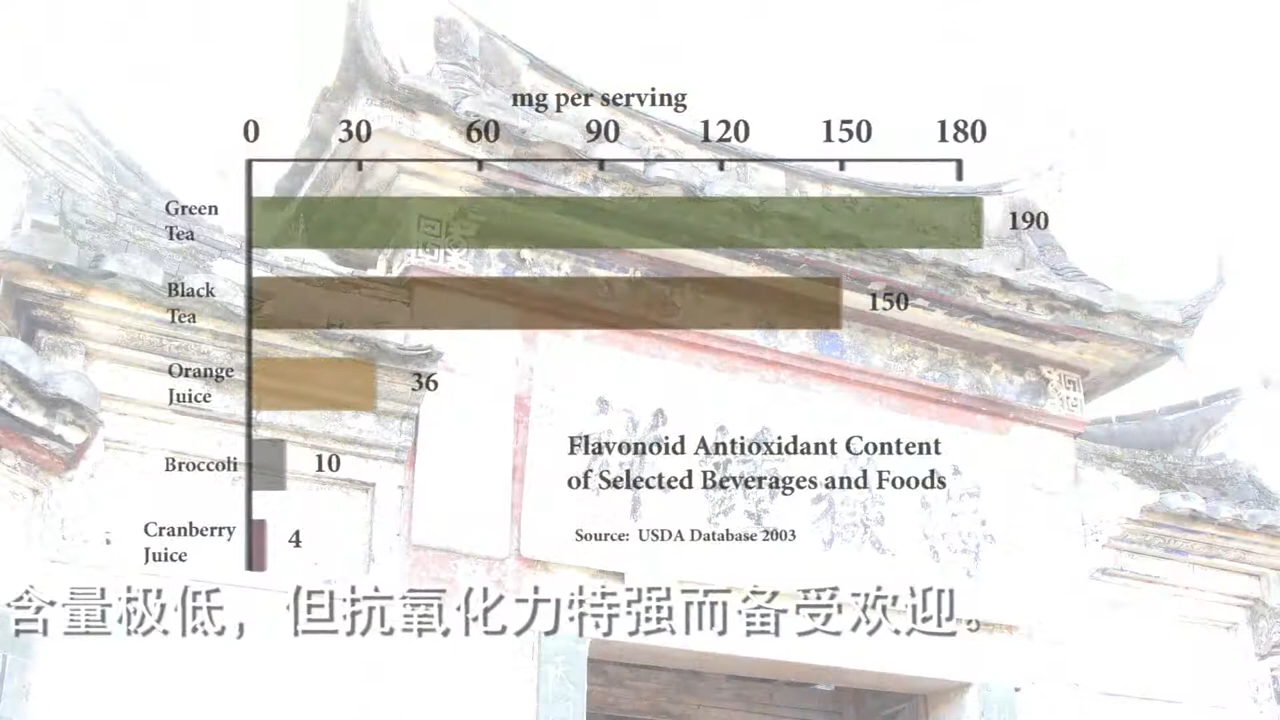 mg per serving
0 30 60 90 120 150 180
Green
Tea
190
Black
Tea
150
Orange
Juice
36
Broccoli
10
Cranberry
Juice
4
Flavonoid Antioxidant Content
of Selected Beverages and Foods
Source: USDA Database 2003
含量极低，但抗氧化力特强而备受欢迎。